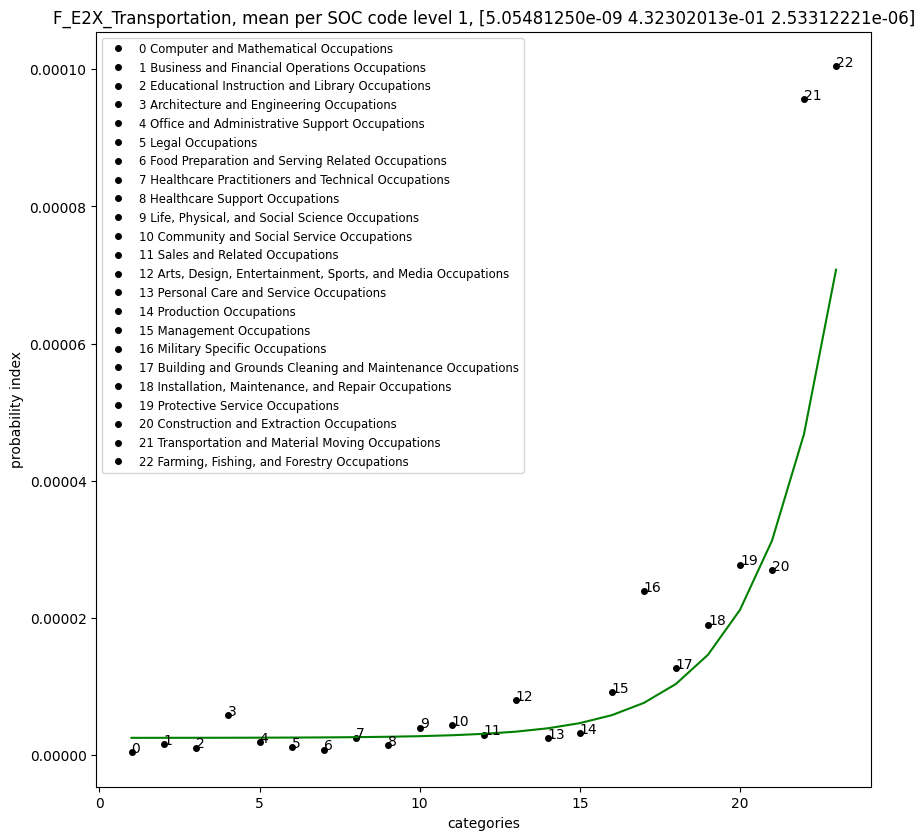 F_E2X_Transportation, mean per SOC code level 1, [5.05481250e-09 4.32302013e-01 2.53312221e-06]
0 Computer and Mathematical Occupations
1 Business and Financial Operations Occupations
2 Educational Instruction and Library Occupations
3 Architecture and Engineering Occupations
4 Office and Administrative Support Occupations
5 Legal Occupations
6 Food Preparation and Serving Related Occupations
7 Healthcare Practitioners and Technical Occupations
8 Healthcare Support Occupations
9 Life, Physical, and Social Science Occupations
10 Community and Social Service Occupations
11 Sales and Related Occupations
12 Arts, Design, Entertainment, Sports, and Media Occupations
13 Personal Care and Service Occupations
14 Production Occupations
15 Management Occupations
16 Military Specific Occupations
17 Building and Grounds Cleaning and Maintenance Occupations
18 Installation, Maintenance, and Repair Occupations
19 Protective Service Occupations
20 Construction and Extraction Occupations
21 Transportation and Material Moving Occupations
22 Farming, Fishing, and Forestry Occupations
probability index
0.00010
0.00008
0.00006
0.00004
0.00002
0.00000
0
1
2
3
4
5
6
7
8
9
10
11
12
13
14
15
16
17
18
19
20
21
22
0
5
10
15
20
categories